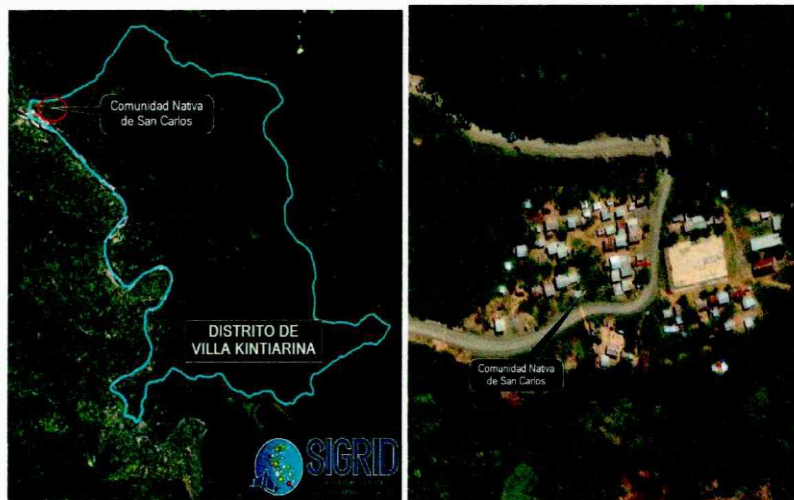 Comunidad Nativa
de San Carlos
DISTRITO DE
VILLA KINTIARINA
SIGRID
Comunidad Nativa
de San Carlos